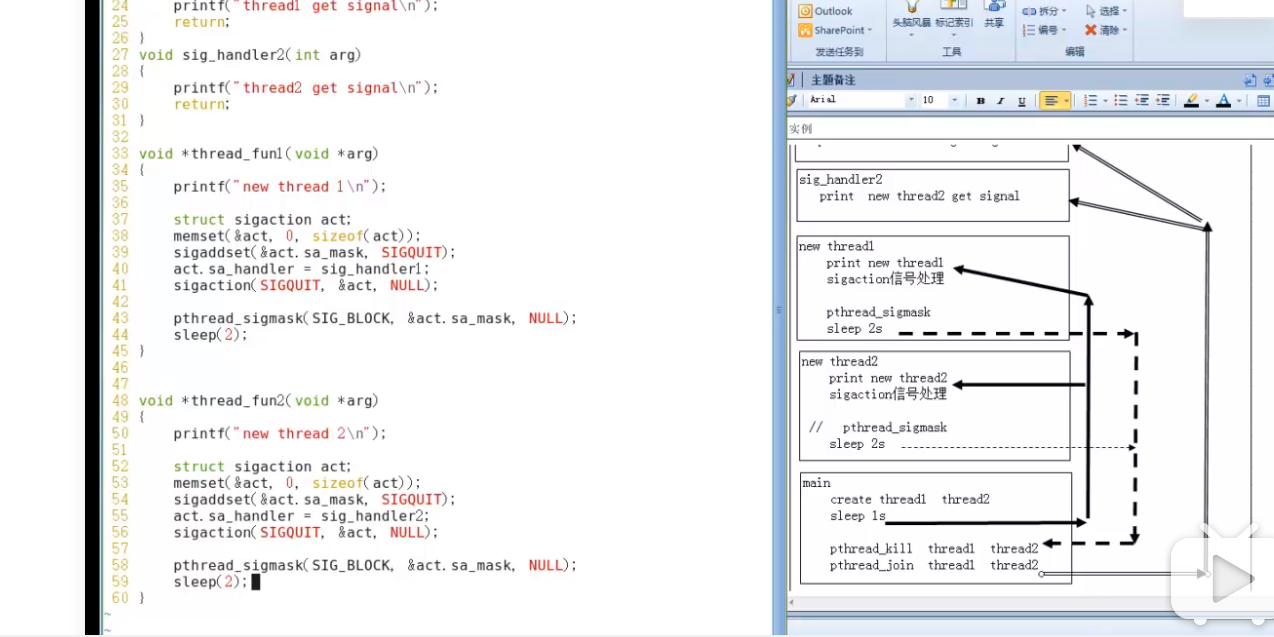 24     printf("thread1 get signal\n");
25     return;
26 }
27 void sig_handler2(int arg)
28 {
29     printf("thread2 get signal\n");
30     return;
31 }
32
33 void *thread_fun1(void *arg)
34 {
35     printf("new thread 1\n");
36
37     struct sigaction act;
38     memset(&act, 0, sizeof(act));
39     sigaddset(&act.sa_mask, SIGQUIT);
40     act.sa_handler = sig_handler1;
41     sigaction(SIGQUIT, &act, NULL);
42
43     pthread_sigmask(SIG_BLOCK, &act.sa_mask, NULL);
44     sleep(2);
45 }
46
47
48 void *thread_fun2(void *arg)
49 {
50     printf("new thread 2\n");
51
52     struct sigaction act;
53     memset(&act, 0, sizeof(act));
54     sigaddset(&act.sa_mask, SIGQUIT);
55     act.sa_handler = sig_handler2;
56     sigaction(SIGQUIT, &act, NULL);
57
58     pthread_sigmask(SIG_BLOCK, &act.sa_mask, NULL);
59     sleep(2);
60 }
~
~
Outlook
SharePoint
发送任务到
头脑风暴 标记索引 共享
工具
拆分 选择
编号 清除
编辑
主题备注
Arial 10 B I U A
实例
sig_handler2
print new thread2 get signal
new thread1
print new thread1
sigaction信号处理
pthread_sigmask
sleep 2s
new thread2
print new thread2
sigaction信号处理
// pthread_sigmask
sleep 2s
main
create thread1 thread2
sleep 1s
pthread_kill thread1 thread2
pthread_join thread1 thread2